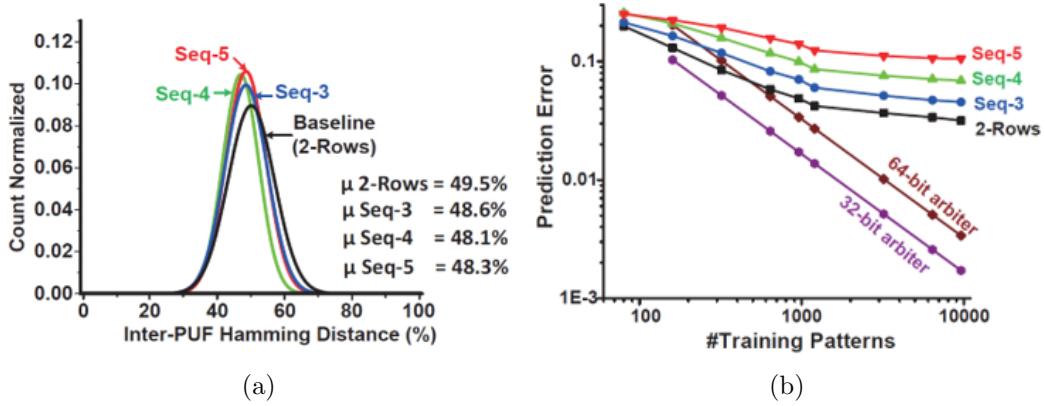 0.12
0.10
0.08
0.06
0.04
0.02
0.00
Count Normalized
Seq-5
Seq-4
Seq-3
Baseline
(2-Rows)
μ 2-Rows = 49.5%
μ Seq-3 = 48.6%
μ Seq-4 = 48.1%
μ Seq-5 = 48.3%
0 20 40 60 80 100
Inter-PUF Hamming Distance (%)
(a)
0.1
0.01
1E-3
Prediction Error
Seq-5
Seq-4
Seq-3
2-Rows
64-bit arbiter
32-bit arbiter
100 1000 10000
#Training Patterns
(b)